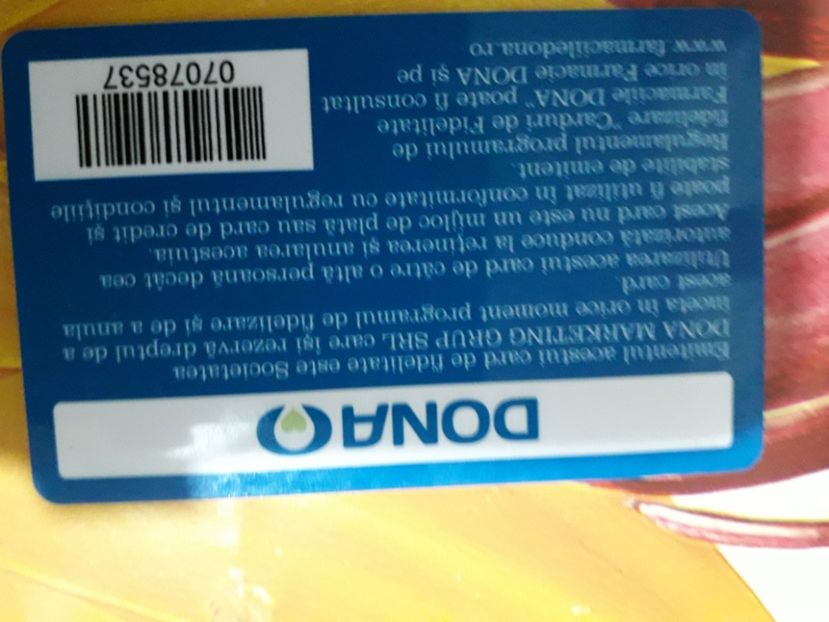 DONA
Emitentul acestui card de fidelitate este Societatea
DONA MARKETING GRUP SRL care își rezervă dreptul de a
înceta în orice moment programul de fidelizare și de a anula
acest card.
Utilizarea acestui card de către o altă persoană decât cea
autorizată conduce la reținerea și anularea acestuia.
Acest card nu este un mijloc de plată sau card de credit și
poate fi utilizat în conformitate cu regulamentul și condițiile
stabilite de emitent.
Regulamentul programului de
fidelizare "Carduri de Fidelitate
Farmaciile DONA" poate fi consultat
în orice Farmacie DONA și pe
www.farmaciiledona.ro
07078537